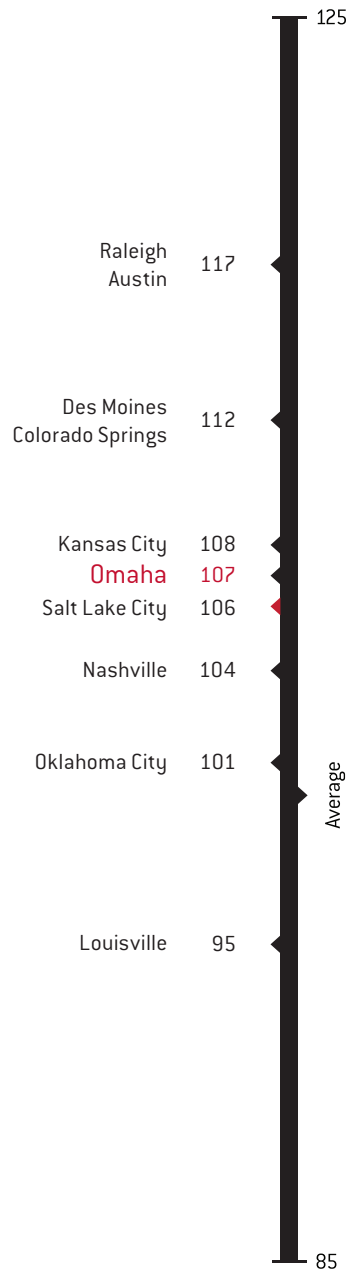 125
Raleigh
Austin
117
Des Moines
Colorado Springs
112
Kansas City 108
Omaha 107
Salt Lake City 106
Nashville 104
Oklahoma City 101
Average
Louisville 95
85